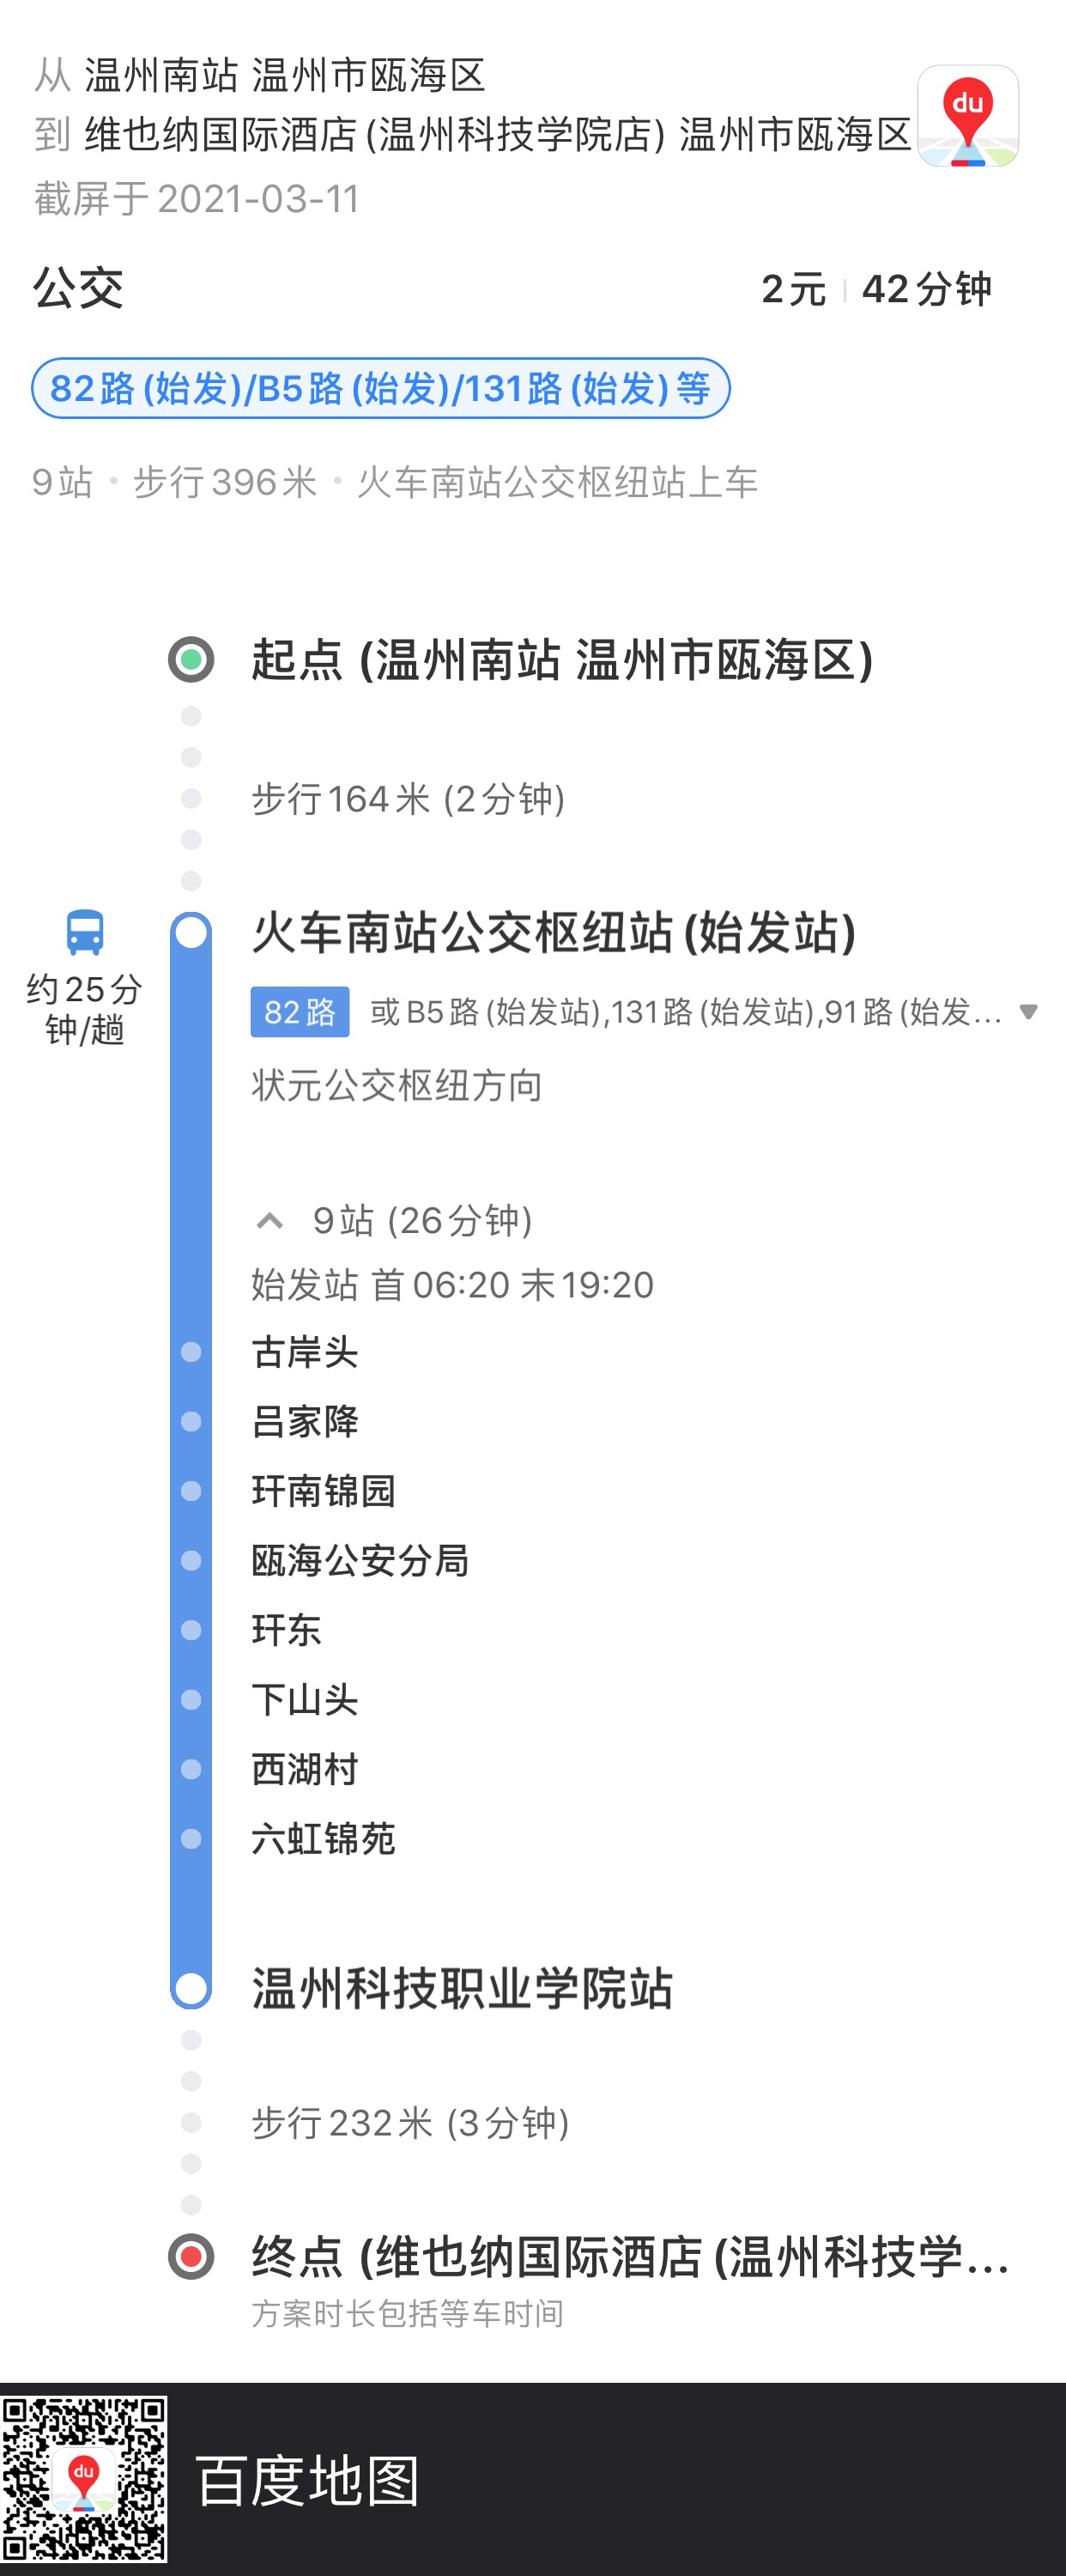 从 温州南站 温州市瓯海区
到 维也纳国际酒店(温州科技学院店) 温州市瓯海区
du
截屏于2021-03-11
公交
2元 42分钟
82路(始发)/B5路(始发)/131路(始发)等
9站 · 步行396米 · 火车南站公交枢纽站上车
起点 (温州南站 温州市瓯海区)
步行164米 (2分钟)
火车南站公交枢纽站(始发站)
约25分
钟/趟
82路 或B5路(始发站),131路(始发站),91路(始发...
状元公交枢纽方向
9站 (26分钟)
始发站 首06:20 末19:20
古岸头
吕家降
玕南锦园
瓯海公安分局
玕东
下山头
西湖村
六虹锦苑
温州科技职业学院站
步行232米 (3分钟)
终点 (维也纳国际酒店(温州科技学...
方案时长包括等车时间
du
百度地图